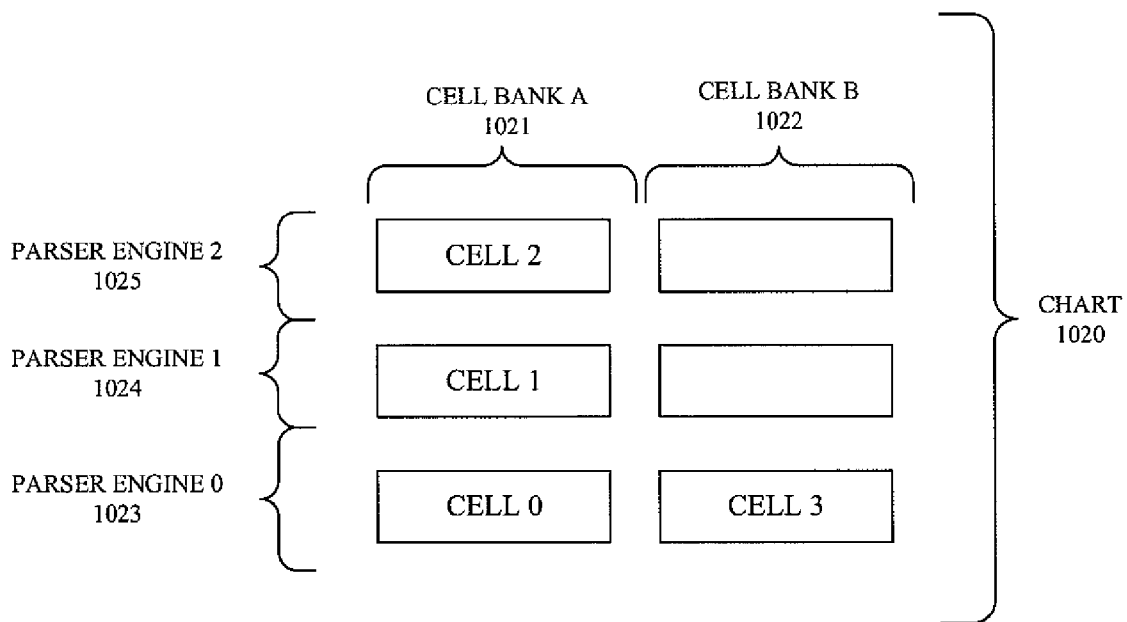 CELL BANK A
1021
CELL BANK B
1022
PARSER ENGINE 2
1025
CELL 2
PARSER ENGINE 1
1024
CELL 1
PARSER ENGINE 0
1023
CELL 0
CELL 3
CHART
1020